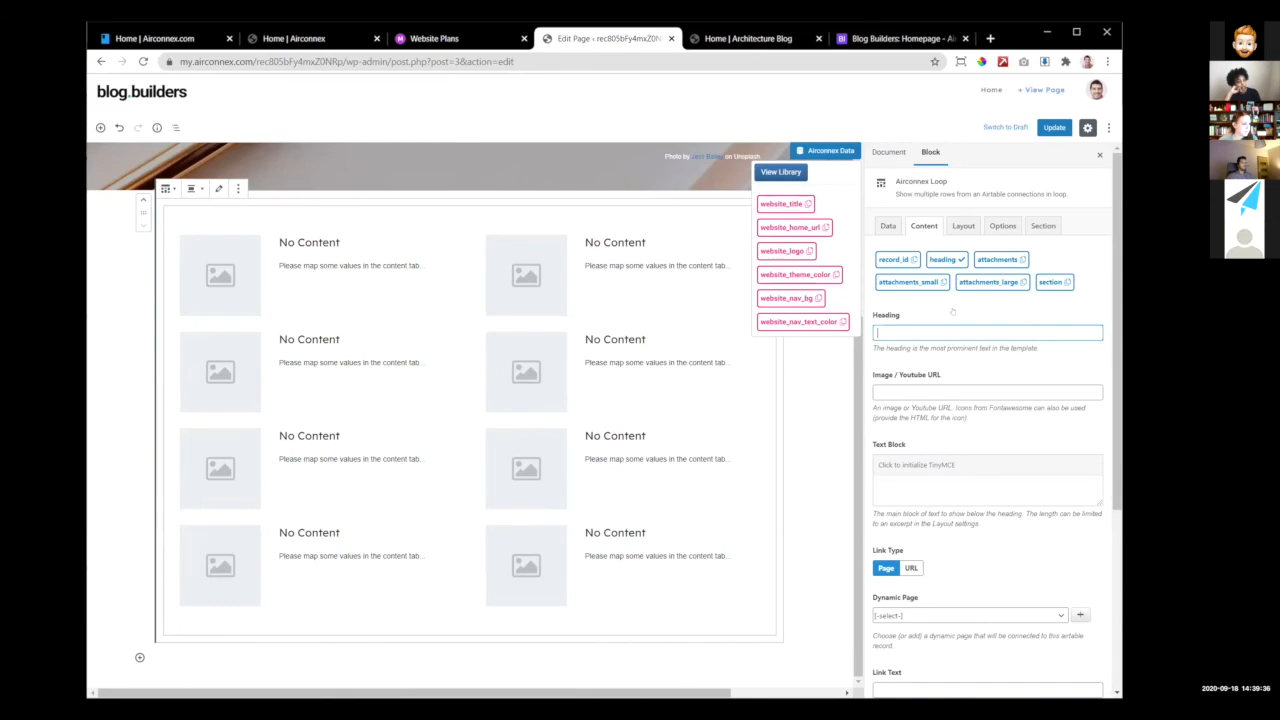 Home | Airconnex.com
Home | Airconnex
Website Plans
Edit Page ‹ rec805bFy4mxZ0N
Home | Architecture Blog
Blog Builders: Homepage - Ai
my.airconnex.com/rec805bFy4mxZ0NRp/wp-admin/post.php?post=3&action=edit
blog.builders
Home
+ View Page
Switch to Draft
Update
Photo by Jess Bailey on Unsplash
Airconnex Data
View Library
website_title
website_home_url
website_logo
website_theme_color
website_nav_bg
website_nav_text_color
No Content
Please map some values in the content tab...
No Content
Please map some values in the content tab...
No Content
Please map some values in the content tab...
No Content
Please map some values in the content tab...
No Content
Please map some values in the content tab...
No Content
Please map some values in the content tab...
No Content
Please map some values in the content tab...
No Content
Please map some values in the content tab...
Document
Block
Airconnex Loop
Show multiple rows from an Airtable connections in loop.
Data
Content
Layout
Options
Section
record_id
heading
attachments
attachments_small
attachments_large
section
Heading
The heading is the most prominent text in the template.
Image / Youtube URL
An image or Youtube URL. Icons from Fontawesome can also be used
(provide the HTML for the icon).
Text Block
Click to initialize TinyMCE
The main block of text to show below the heading. The length can be limited
to an excerpt in the Layout settings.
Link Type
Page
URL
Dynamic Page
[-select-]
Choose (or add) a dynamic page that will be connected to this airtable
record.
Link Text
2020-09-18 14:39:36